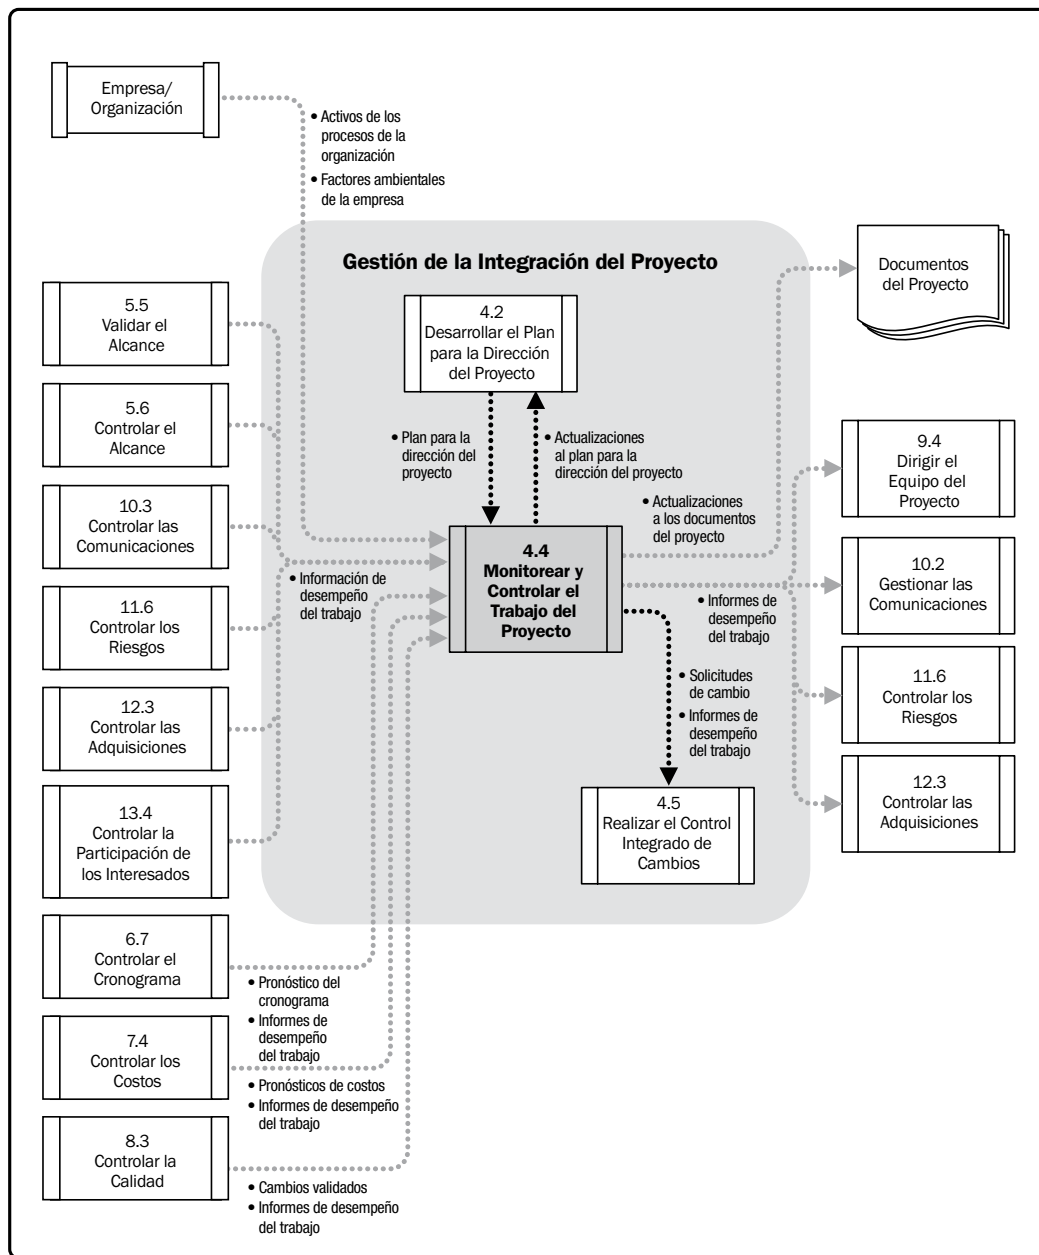 Empresa/
Organización
• Activos de los
procesos de la
organización
• Factores ambientales
de la empresa
Gestión de la Integración del Proyecto
Documentos
del Proyecto
5.5
Validar el
Alcance
4.2
Desarrollar el Plan
para la Dirección
del Proyecto
5.6
Controlar el
Alcance
• Plan para la
dirección del
proyecto
• Actualizaciones
al plan para la
dirección del proyecto
9.4
Dirigir el
Equipo del
Proyecto
• Actualizaciones
a los documentos
del proyecto
10.3
Controlar las
Comunicaciones
4.4
Monitorear y
Controlar el
Trabajo del
Proyecto
10.2
Gestionar las
Comunicaciones
• Información de
desempeño
del trabajo
• Informes de
desempeño
del trabajo
11.6
Controlar los
Riesgos
• Solicitudes
de cambio
• Informes de
desempeño
del trabajo
11.6
Controlar los
Riesgos
12.3
Controlar las
Adquisiciones
12.3
Controlar las
Adquisiciones
13.4
Controlar la
Participación de
los Interesados
4.5
Realizar el Control
Integrado de
Cambios
6.7
Controlar el
Cronograma
• Pronóstico del
cronograma
• Informes de
desempeño
del trabajo
7.4
Controlar los
Costos
• Pronósticos de costos
• Informes de desempeño
del trabajo
8.3
Controlar la
Calidad
• Cambios validados
• Informes de desempeño
del trabajo